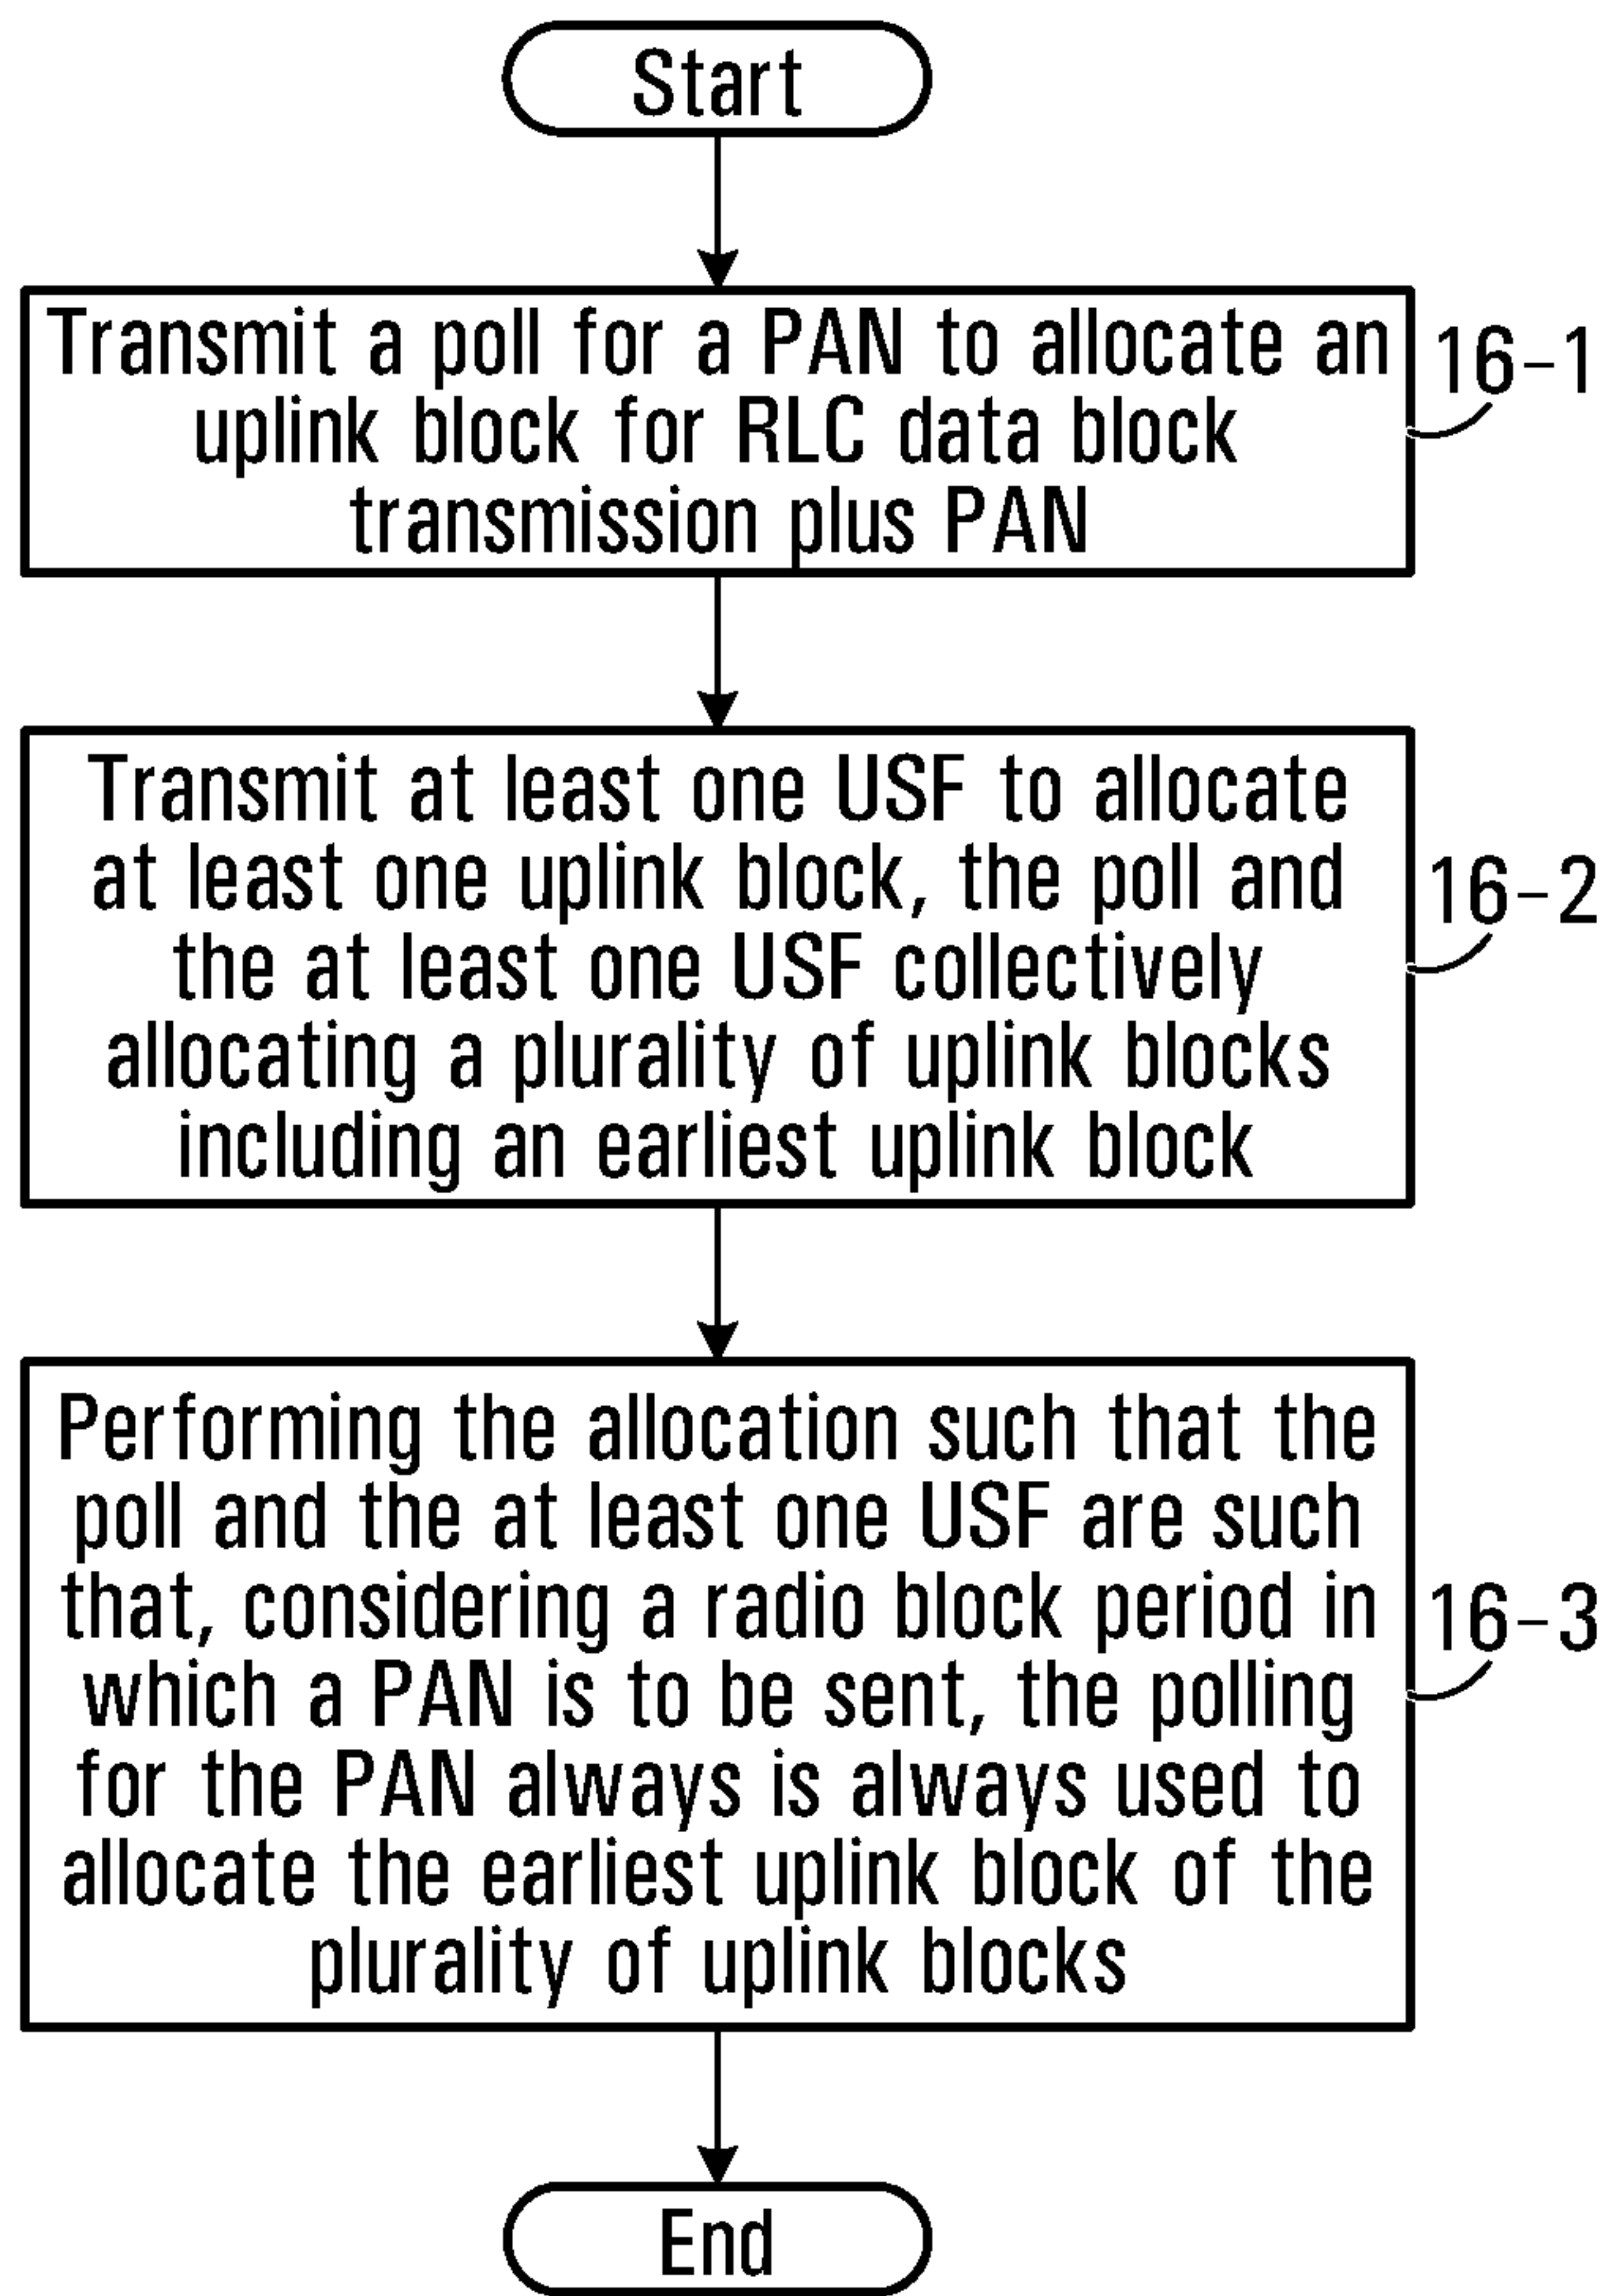 Start
Transmit a poll for a PAN to allocate an
uplink block for RLC data block
transmission plus PAN
16-1
Transmit at least one USF to allocate
at least one uplink block, the poll and
the at least one USF collectively
allocating a plurality of uplink blocks
including an earliest uplink block
16-2
Performing the allocation such that the
poll and the at least one USF are such
that, considering a radio block period in
which a PAN is to be sent, the polling
for the PAN always is always used to
allocate the earliest uplink block of the
plurality of uplink blocks
16-3
End